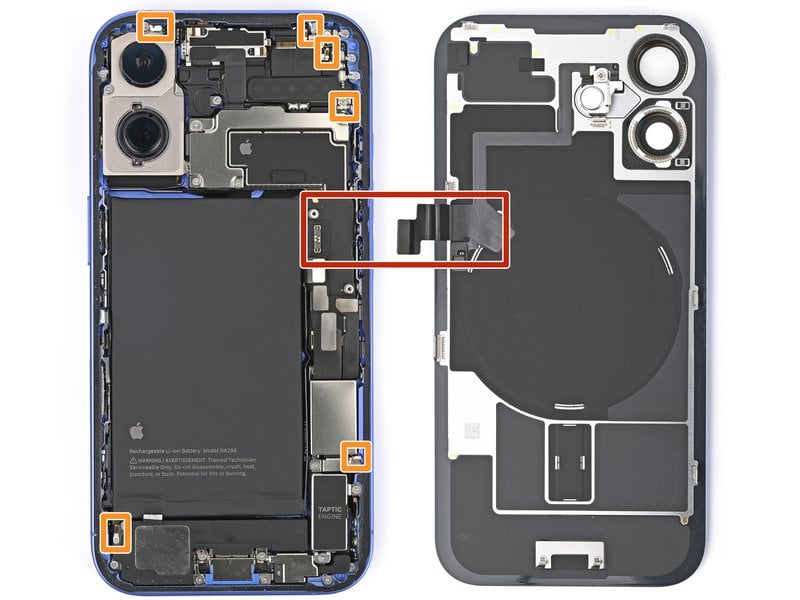 Rechargeable Li-ion Battery Model NA264
WARNING / AVERTISSEMENT Trained Technician
Serviceable Only. Do not disassemble, crush, heat,
puncture, or burn. Potential for fire or burning.
TAPTIC
ENGINE